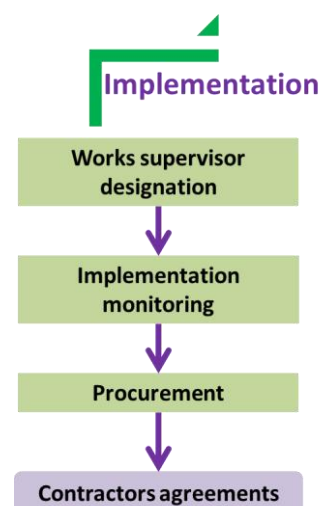 Implementation
Works supervisor
designation
Implementation
monitoring
Procurement
Contractors agreements